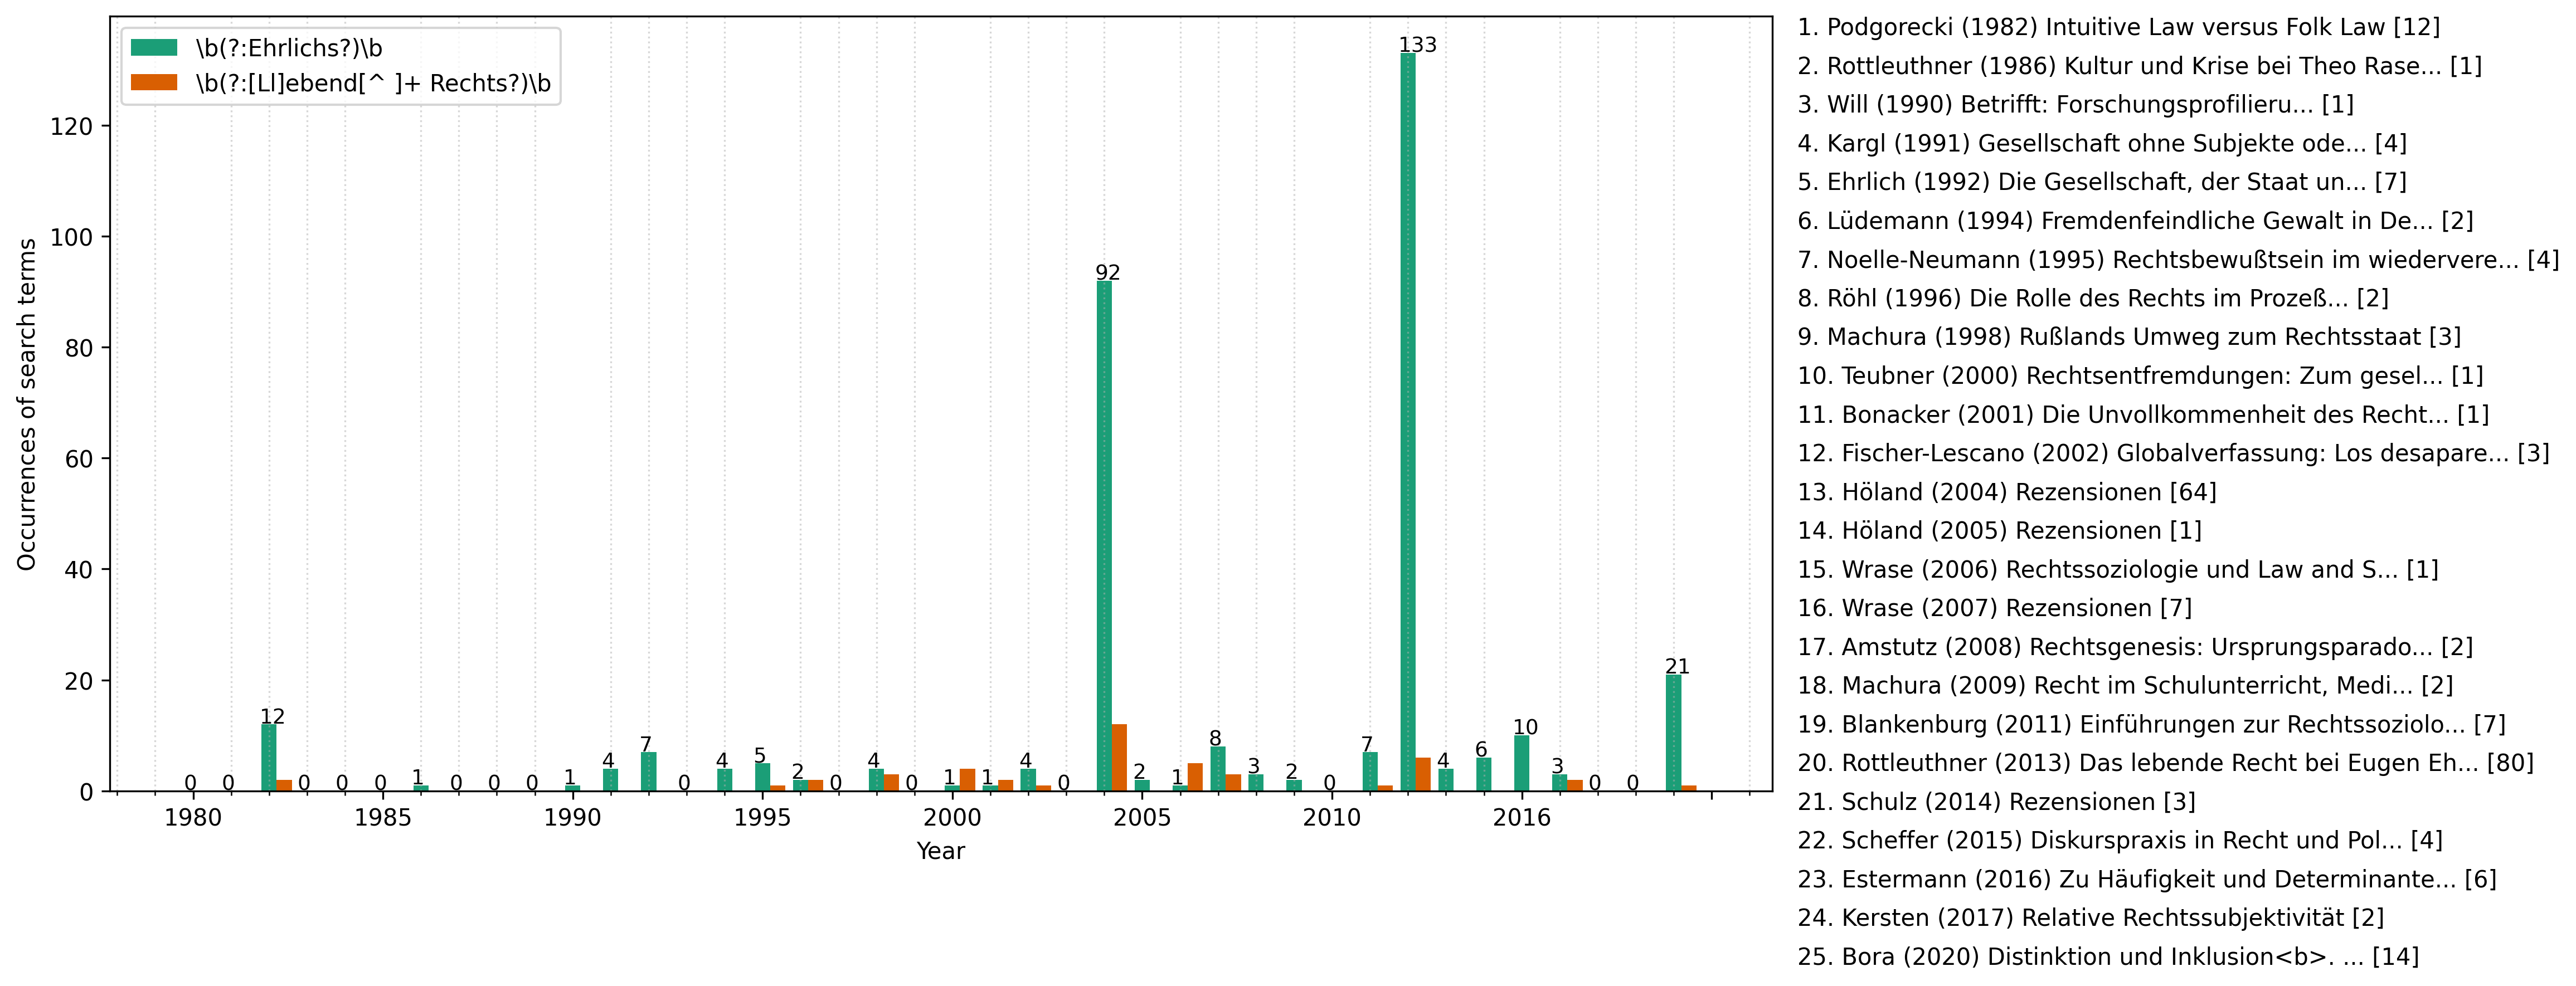 \b(?:Ehrlichs?)\b
\b(?:[Ll]ebend[^ ]+ Rechts?)\b
Occurrences of search terms
120
100
80
60
40
20
0
0 0 12 0 0 0 1 0 0 0 1 4 7 0 4 5 2 0 4 0 1 1 4 0 92 2 1 8 3 2 0 7 133 4 6 10 3 0 0 21
1980 1985 1990 1995 2000 2005 2010 2016
Year
1. Podgorecki (1982) Intuitive Law versus Folk Law [12]
2. Rottleuthner (1986) Kultur und Krise bei Theo Rase... [1]
3. Will (1990) Betrifft: Forschungsprofilieru... [1]
4. Kargl (1991) Gesellschaft ohne Subjekte ode... [4]
5. Ehrlich (1992) Die Gesellschaft, der Staat un... [7]
6. Lüdemann (1994) Fremdenfeindliche Gewalt in De... [2]
7. Noelle-Neumann (1995) Rechtsbewußtsein im wiedervere... [4]
8. Röhl (1996) Die Rolle des Rechts im Prozeß... [2]
9. Machura (1998) Rußlands Umweg zum Rechtsstaat [3]
10. Teubner (2000) Rechtsentfremdungen: Zum gesel... [1]
11. Bonacker (2001) Die Unvollkommenheit des Recht... [1]
12. Fischer-Lescano (2002) Globalverfassung: Los desapare... [3]
13. Höland (2004) Rezensionen [64]
14. Höland (2005) Rezensionen [1]
15. Wrase (2006) Rechtssoziologie und Law and S... [1]
16. Wrase (2007) Rezensionen [7]
17. Amstutz (2008) Rechtsgenesis: Ursprungsparado... [2]
18. Machura (2009) Recht im Schulunterricht, Medi... [2]
19. Blankenburg (2011) Einführungen zur Rechtssoziolo... [7]
20. Rottleuthner (2013) Das lebende Recht bei Eugen Eh... [80]
21. Schulz (2014) Rezensionen [3]
22. Scheffer (2015) Diskurspraxis in Recht und Pol... [4]
23. Estermann (2016) Zu Häufigkeit und Determinante... [6]
24. Kersten (2017) Relative Rechtssubjektivität [2]
25. Bora (2020) Distinktion und Inklusion<b>. ... [14]